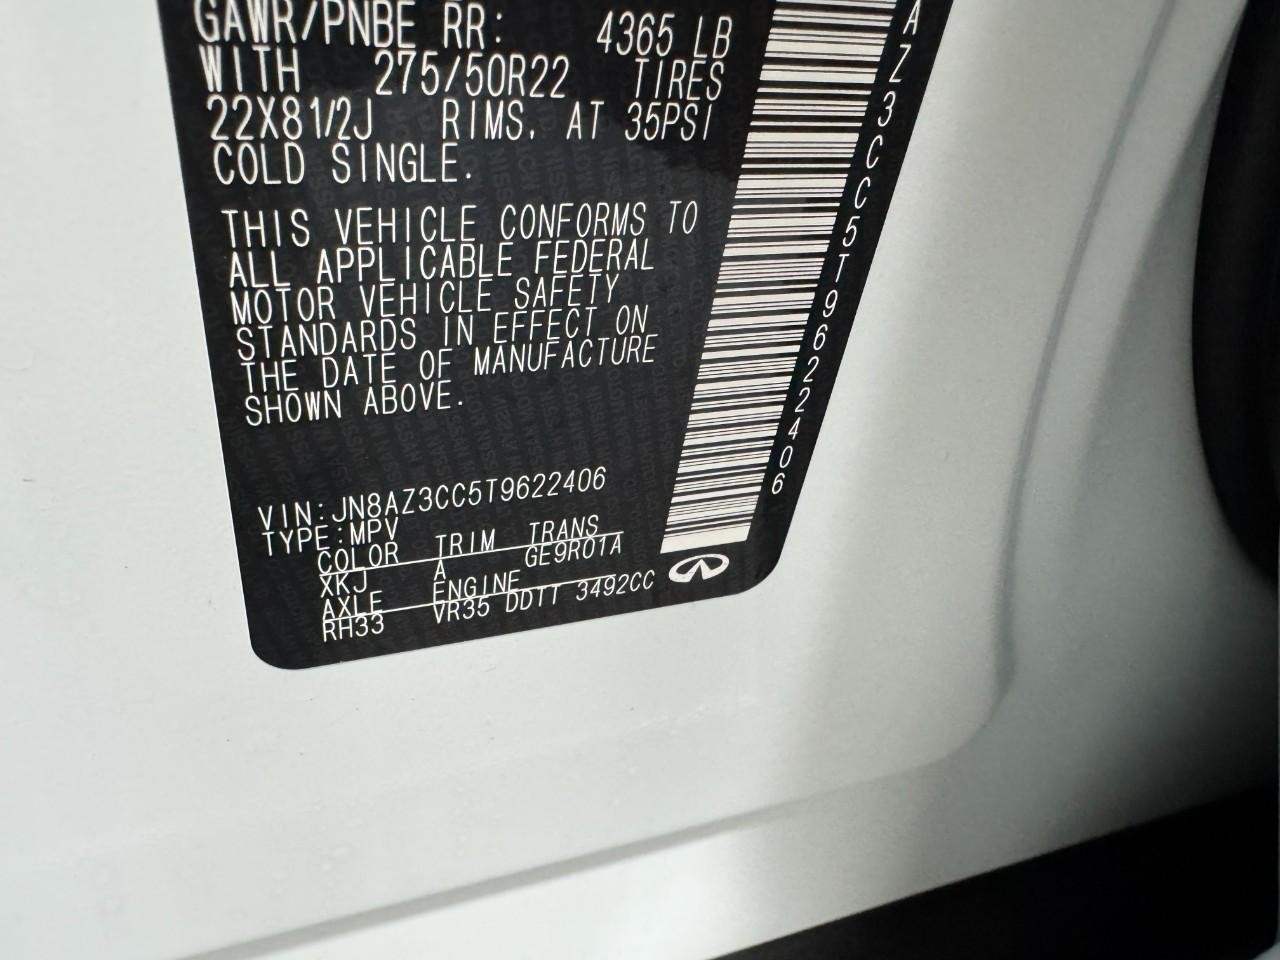 GAWR/PNBE RR: 4365 LB
WITH 275/50R22 TIRES
22X81/2J RIMS. AT 35PSI
COLD SINGLE.
THIS VEHICLE CONFORMS TO
ALL APPLICABLE FEDERAL
MOTOR VEHICLE SAFETY
STANDARDS IN EFFECT ON
THE DATE OF MANUFACTURE
SHOWN ABOVE.
VIN:JN8AZ3CC5T9622406
TYPE:MPV
COLOR TRIM TRANS
XKJ A GE9R01A
AXLE ENGINE
RH33 VR35 DDTT 3492CC
AZ3CC5T9622406